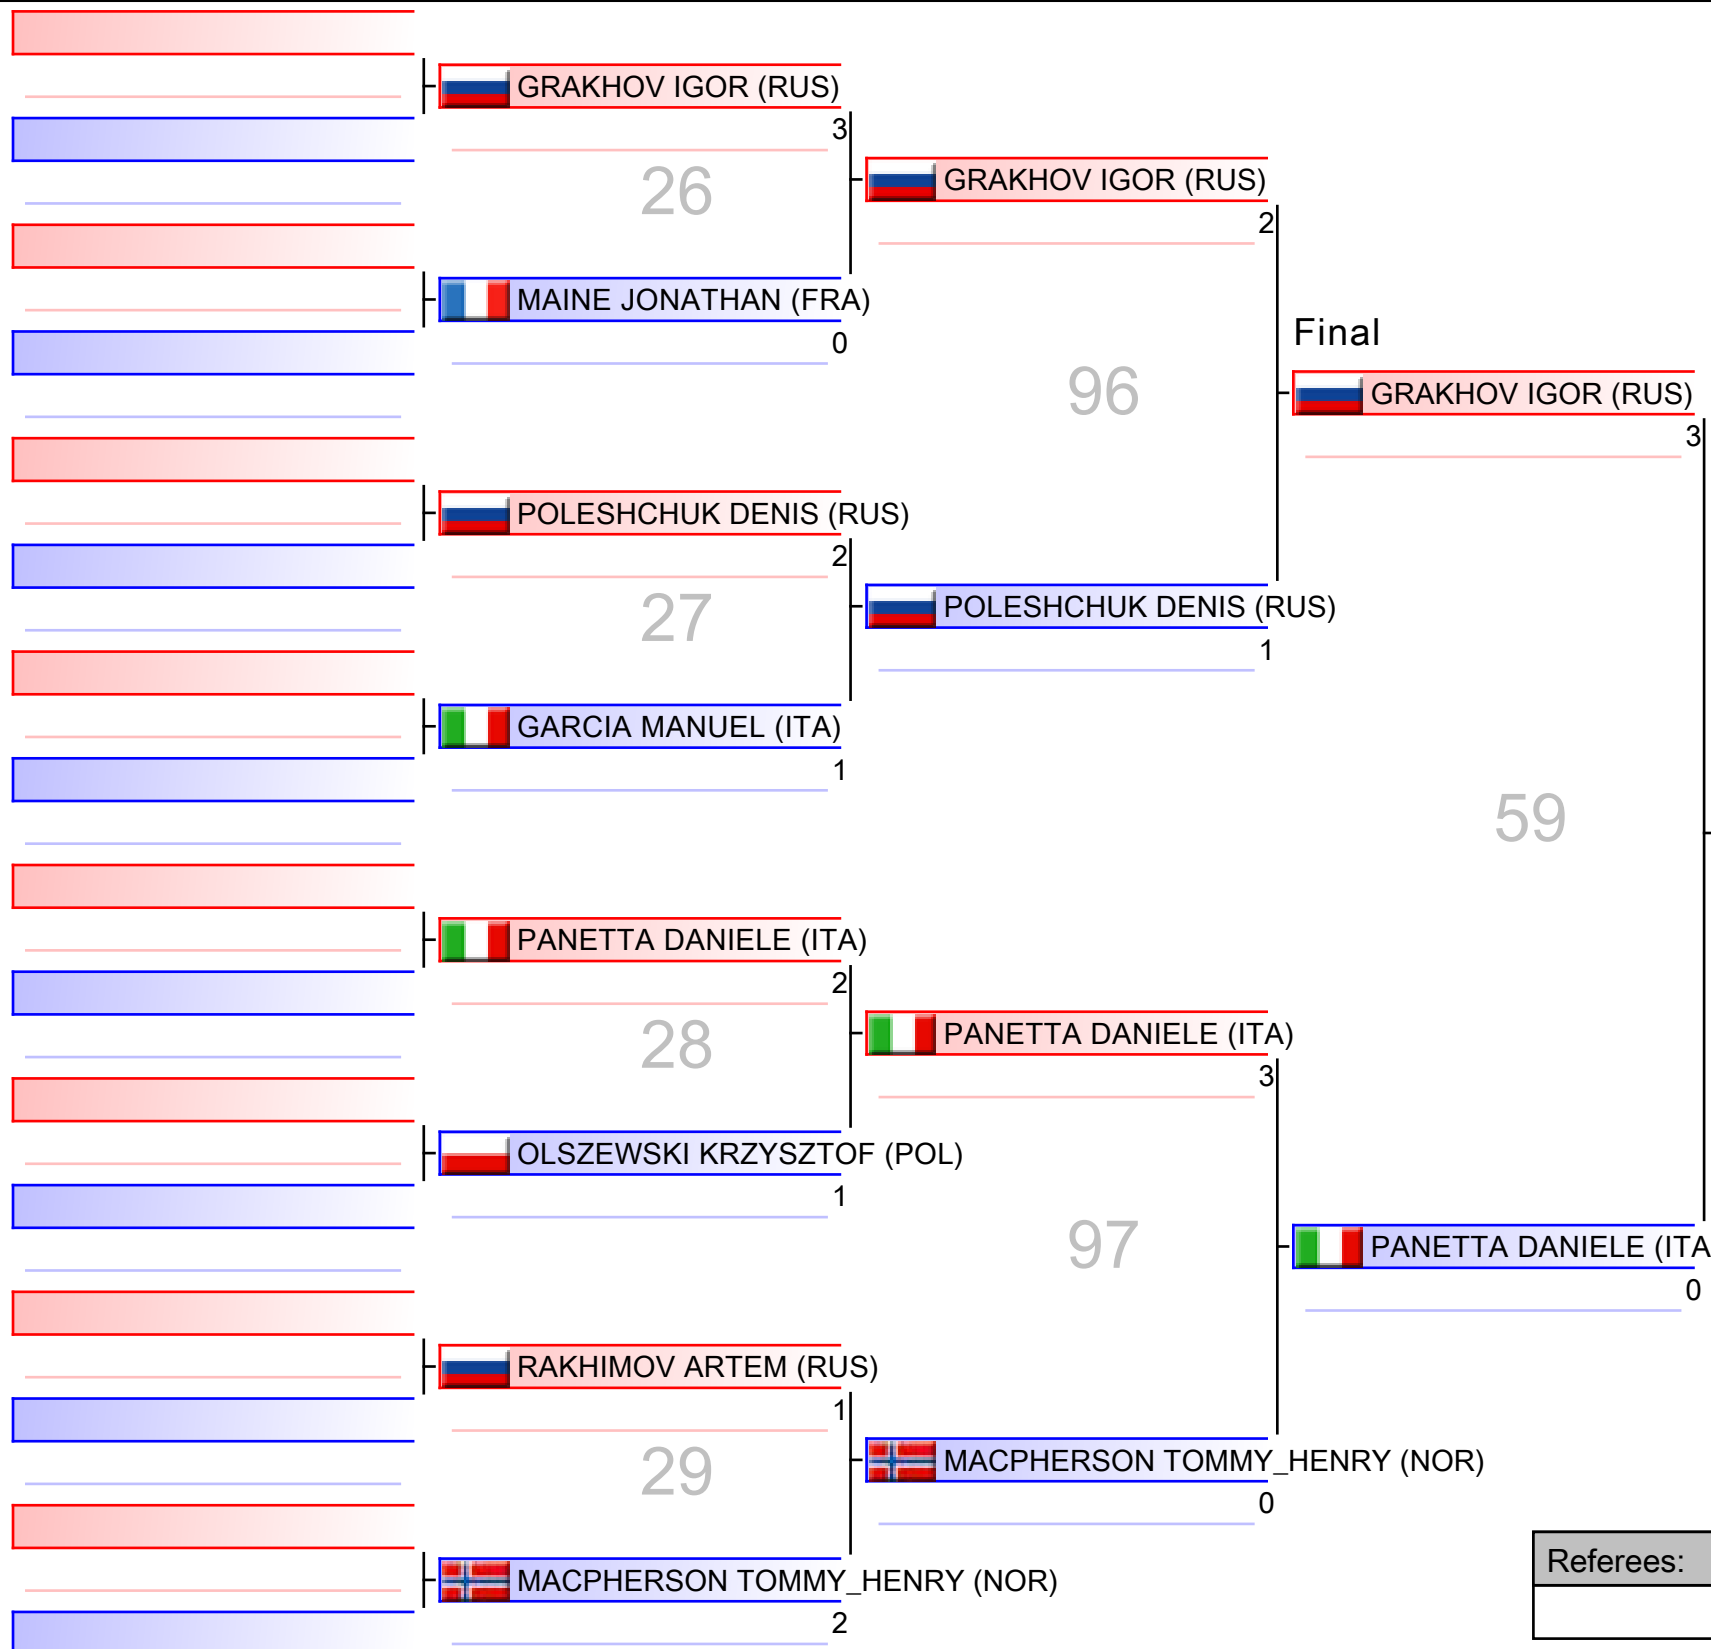 GRAKHOV IGOR (RUS)
3
26
MAINE JONATHAN (FRA)
0
POLESHCHUK DENIS (RUS)
2
27
GARCIA MANUEL (ITA)
1
PANETTA DANIELE (ITA)
2
28
OLSZEWSKI KRZYSZTOF (POL)
1
RAKHIMOV ARTEM (RUS)
1
29
MACPHERSON TOMMY_HENRY (NOR)
2
GRAKHOV IGOR (RUS)
2
96
POLESHCHUK DENIS (RUS)
1
PANETTA DANIELE (ITA)
3
97
MACPHERSON TOMMY_HENRY (NOR)
0
Final
GRAKHOV IGOR (RUS)
3
59
PANETTA DANIELE (ITA
0
Referees: